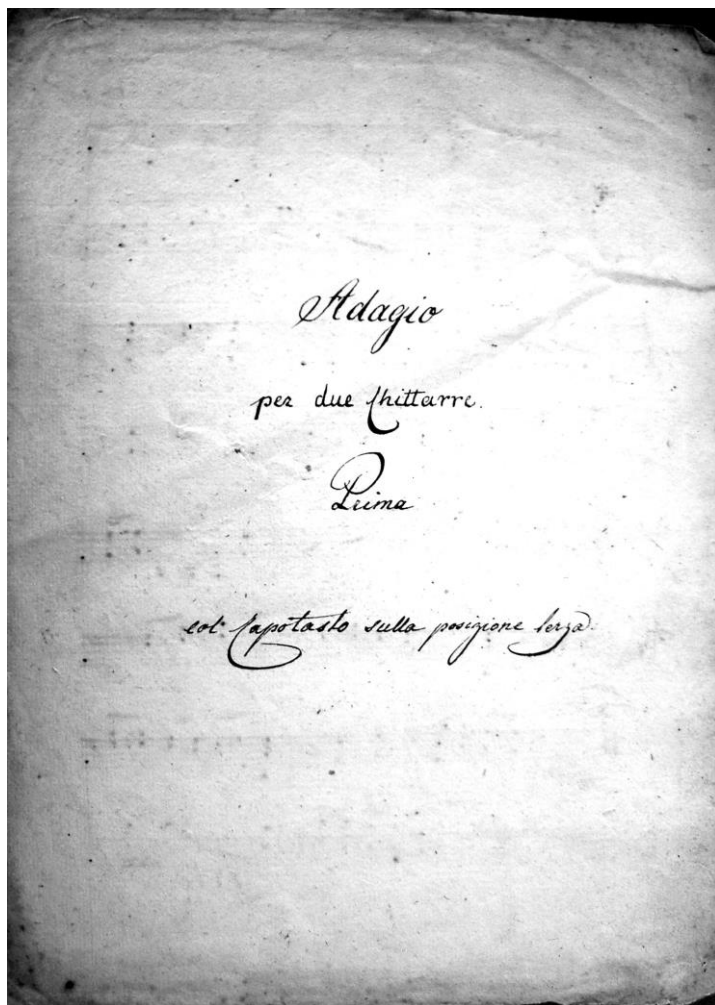 Adagio
per due Chittarre.
Prima
col' Capotasto sulla posizione terza.